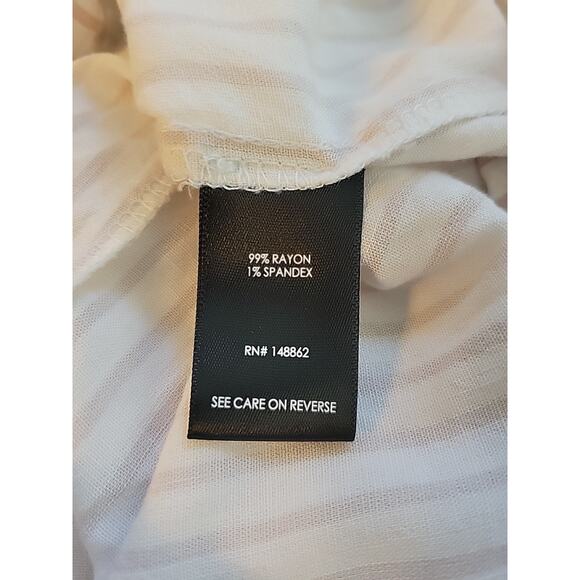 99% RAYON
1% SPANDEX
RN# 148862
SEE CARE ON REVERSE